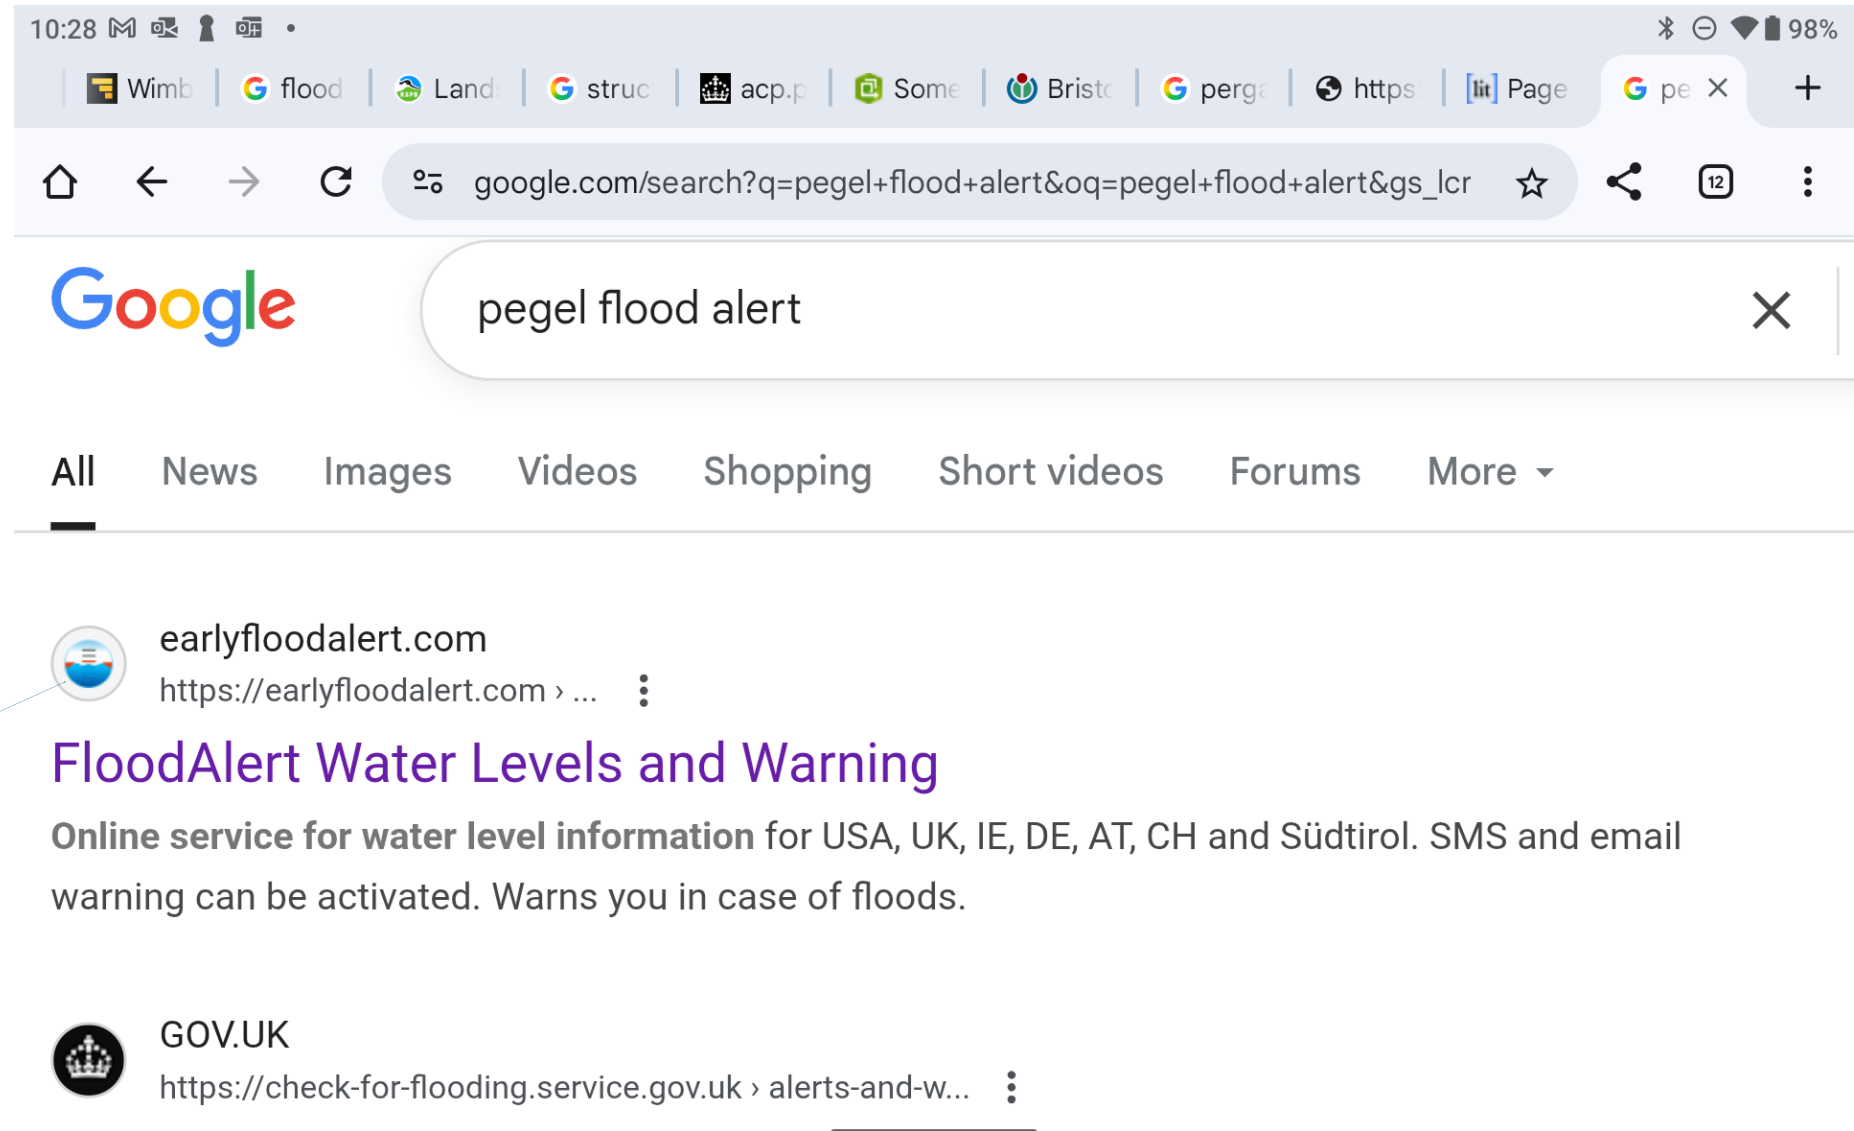 10:28 98%
Wimb flood Lands struc acp.p Some Bristo perga https: [lit] Page pe
google.com/search?q=pegel+flood+alert&oq=pegel+flood+alert&gs_lcr 12
Google pegel flood alert
All News Images Videos Shopping Short videos Forums More
earlyfloodalert.com
https://earlyfloodalert.com › ...
FloodAlert Water Levels and Warning
Online service for water level information for USA, UK, IE, DE, AT, CH and Südtirol. SMS and email
warning can be activated. Warns you in case of floods.
GOV.UK
https://check-for-flooding.service.gov.uk › alerts-and-w...